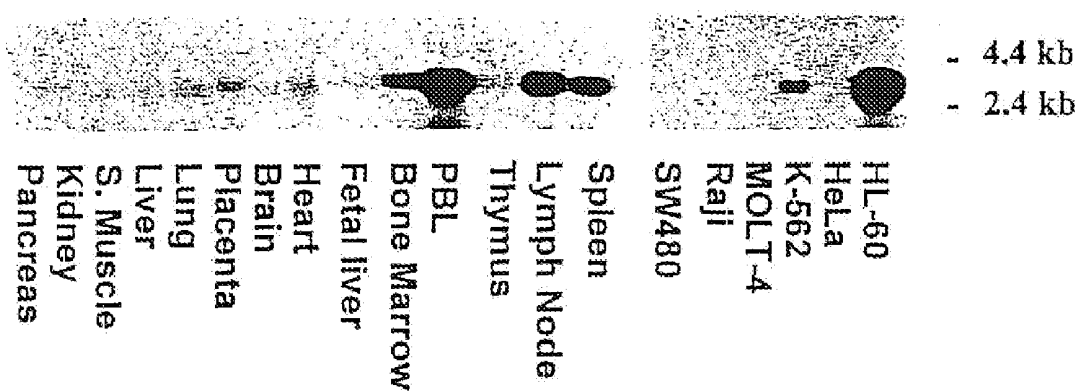 - 4.4 kb
- 2.4 kb
Pancreas
Kidney
S. Muscle
Liver
Lung
Placenta
Brain
Heart
Fetal liver
Bone Marrow
PBL
Thymus
Lymph Node
Spleen
SW480
Raji
MOLT-4
K-562
HeLa
HL-60